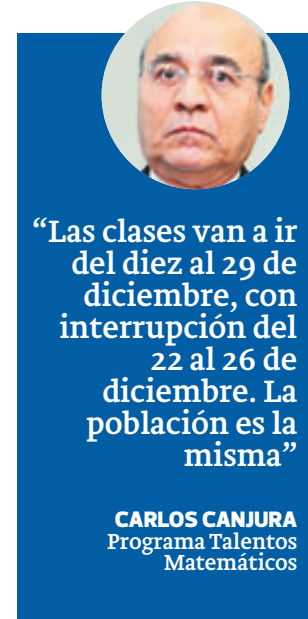 “Las clases van a ir
del diez al 29 de
diciembre, con
interrupción del
22 al 26 de
diciembre. La
población es la
misma”
CARLOS CANJURA
Programa Talentos
Matemáticos